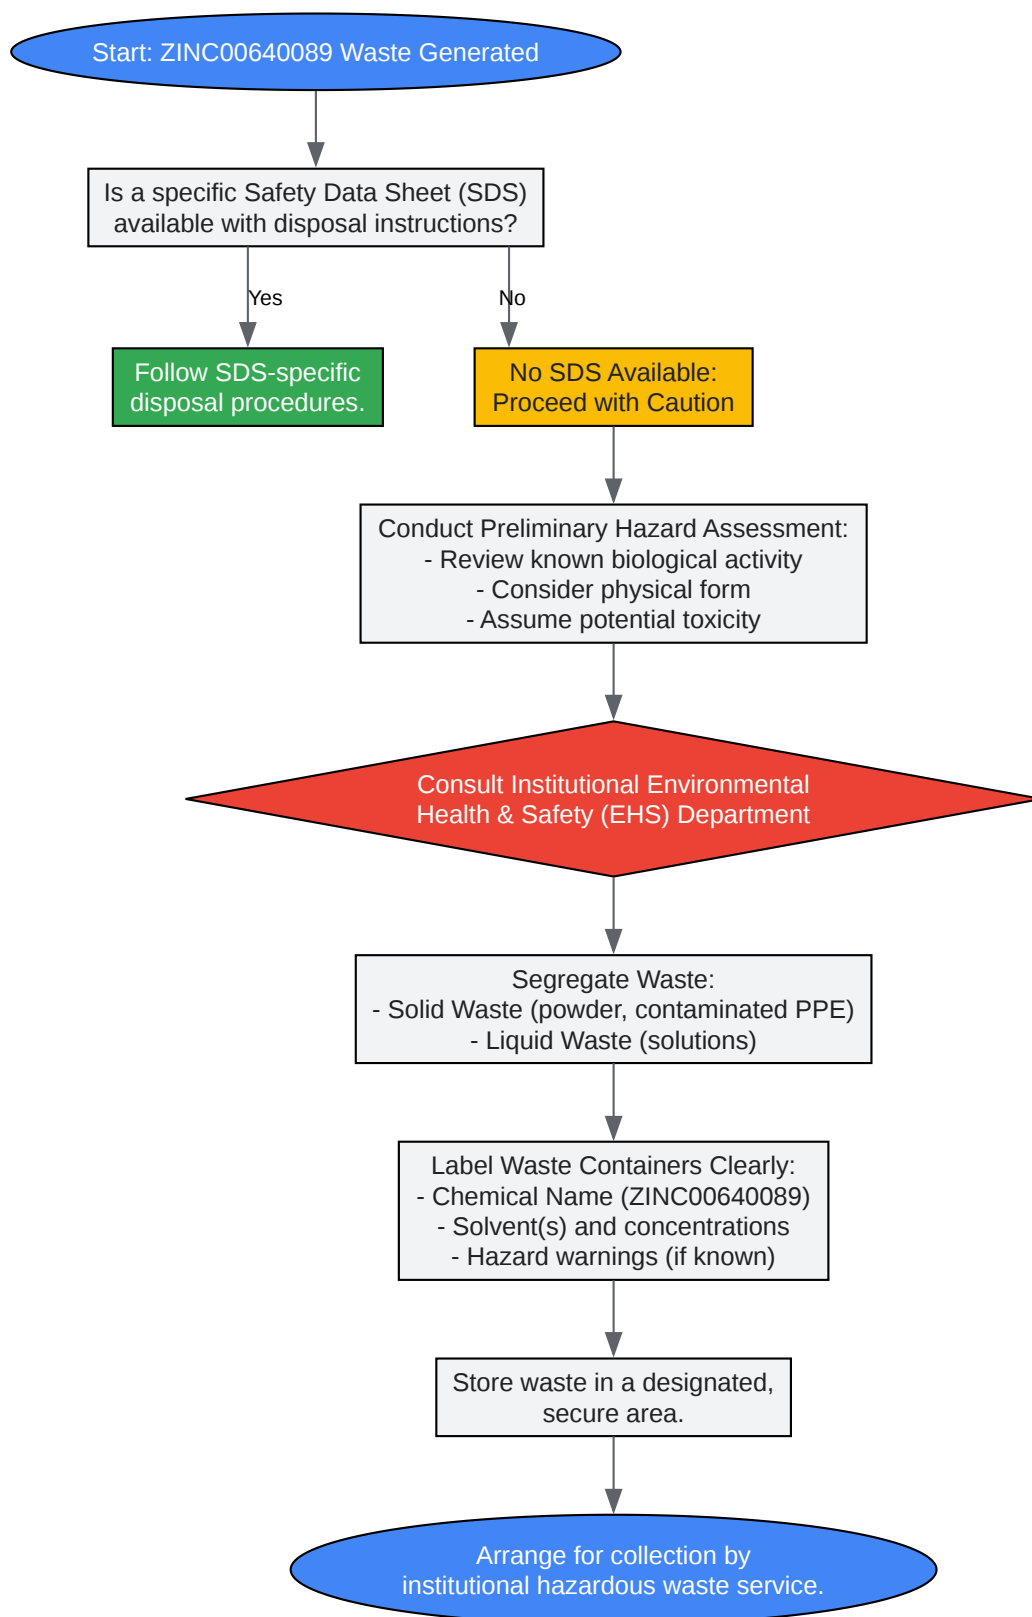 Start: ZINC00640089 Waste Generated
Is a specific Safety Data Sheet (SDS)
available with disposal instructions?
Yes
No
Follow SDS-specific
disposal procedures.
No SDS Available:
Proceed with Caution
Conduct Preliminary Hazard Assessment:
- Review known biological activity
- Consider physical form
- Assume potential toxicity
Consult Institutional Environmental
Health & Safety (EHS) Department
Segregate Waste:
- Solid Waste (powder, contaminated PPE)
- Liquid Waste (solutions)
Label Waste Containers Clearly:
- Chemical Name (ZINC00640089)
- Solvent(s) and concentrations
- Hazard warnings (if known)
Store waste in a designated,
secure area.
Arrange for collection by
institutional hazardous waste service.